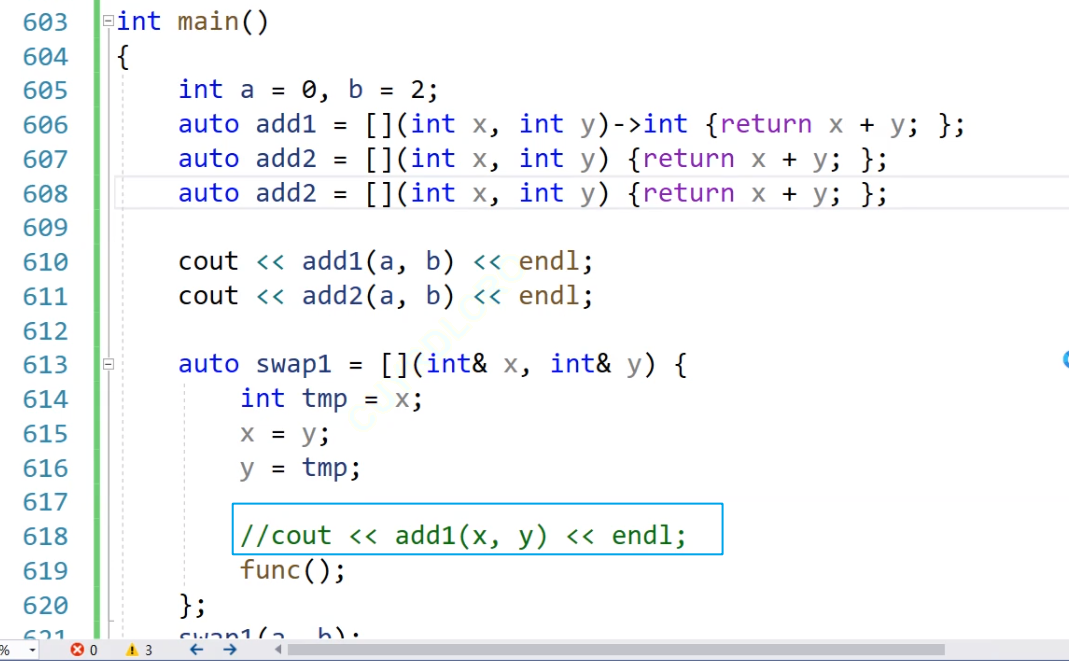 603 int main()
604 {
605 int a = 0, b = 2;
606 auto add1 = [](int x, int y)->int {return x + y; };
607 auto add2 = [](int x, int y) {return x + y; };
608 auto add2 = [](int x, int y) {return x + y; };
609
610 cout << add1(a, b) << endl;
611 cout << add2(a, b) << endl;
612
613 auto swap1 = [](int& x, int& y) {
614 int tmp = x;
615 x = y;
616 y = tmp;
617
618 //cout << add1(x, y) << endl;
619 func();
620 };
621 swap1(a, b);
% 0 3